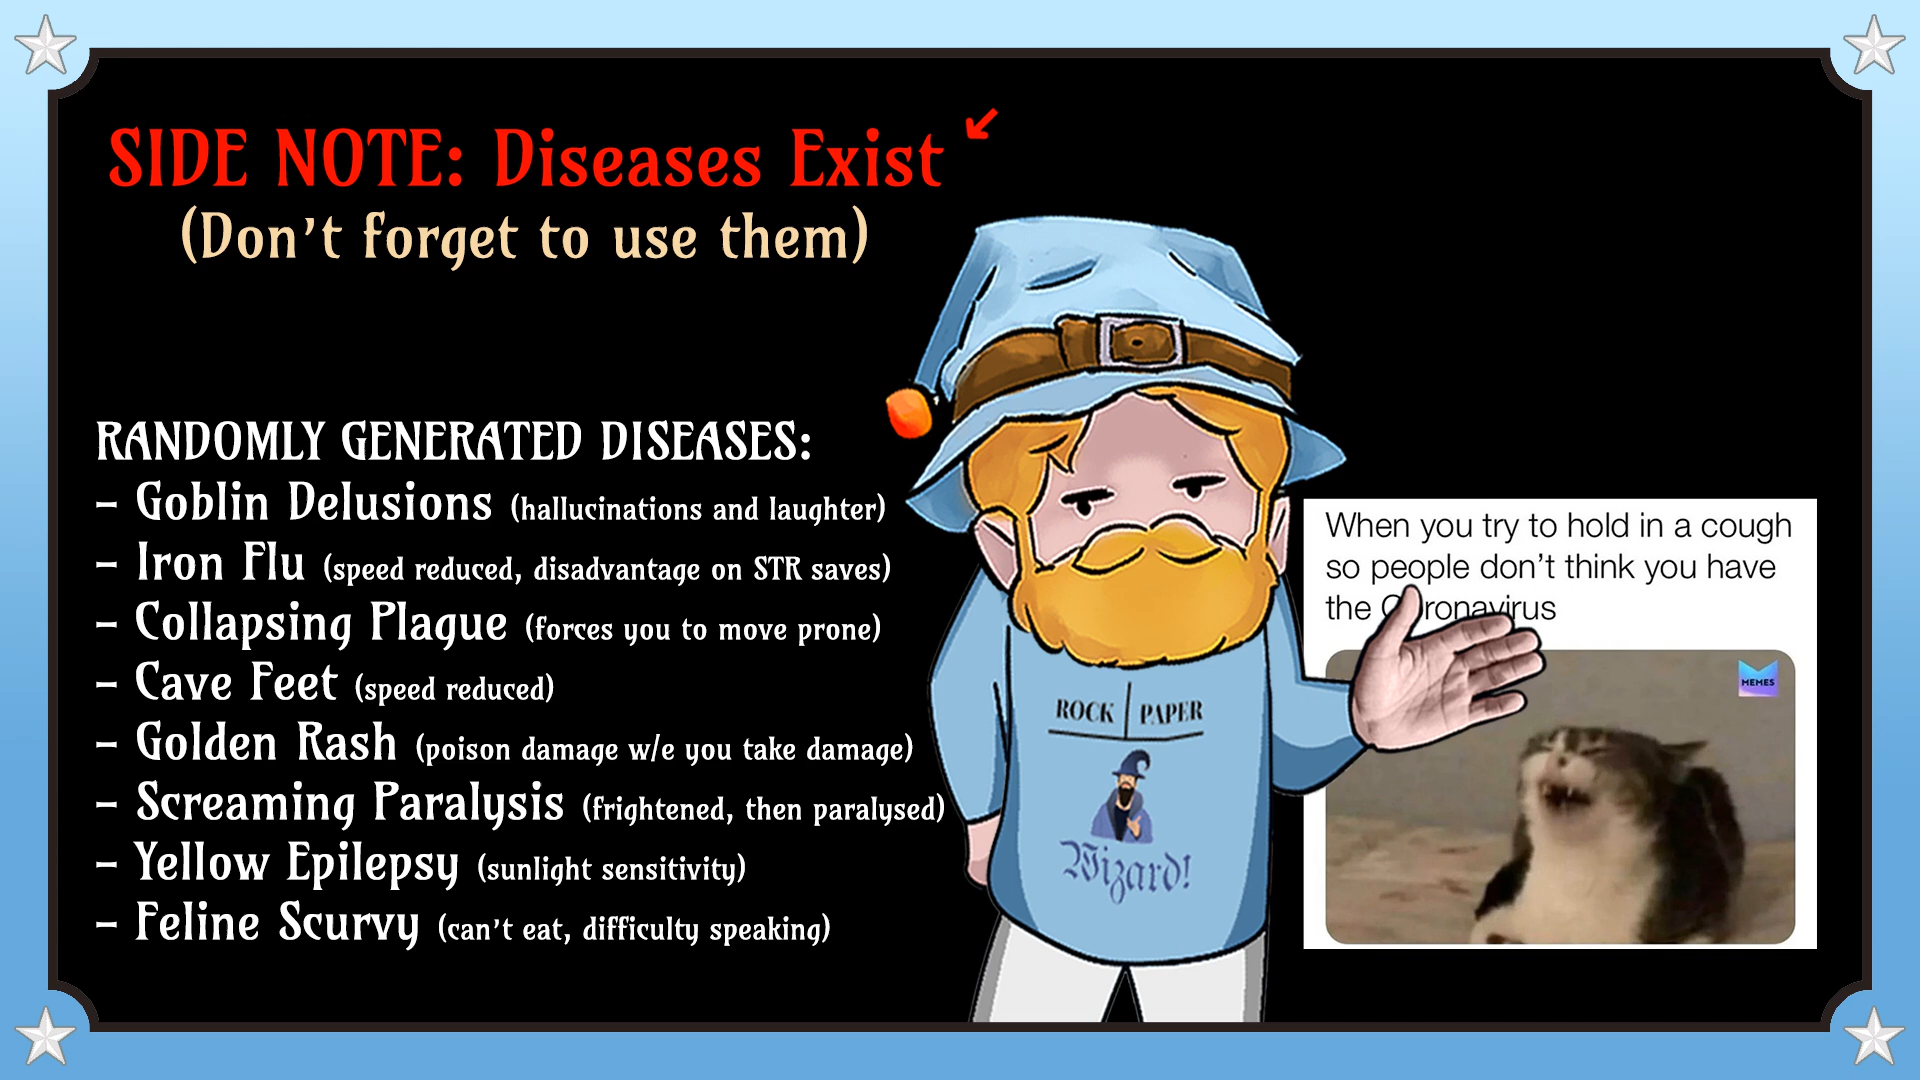 SIDE NOTE: Diseases Exist
(Don't forget to use them)
RANDOMLY GENERATED DISEASES:
- Goblin Delusions (hallucinations and laughter)
- Iron Flu (speed reduced, disadvantage on STR saves)
- Collapsing Plague (forces you to move prone)
- Cave Feet (speed reduced)
- Golden Rash (poison damage w/e you take damage)
- Screaming Paralysis (frightened, then paralysed)
- Yellow Epilepsy (sunlight sensitivity)
- Feline Scurvy (can't eat, difficulty speaking)
ROCK | PAPER
Wizard!
When you try to hold in a cough
so people don't think you have
the Coronavirus
MEMES